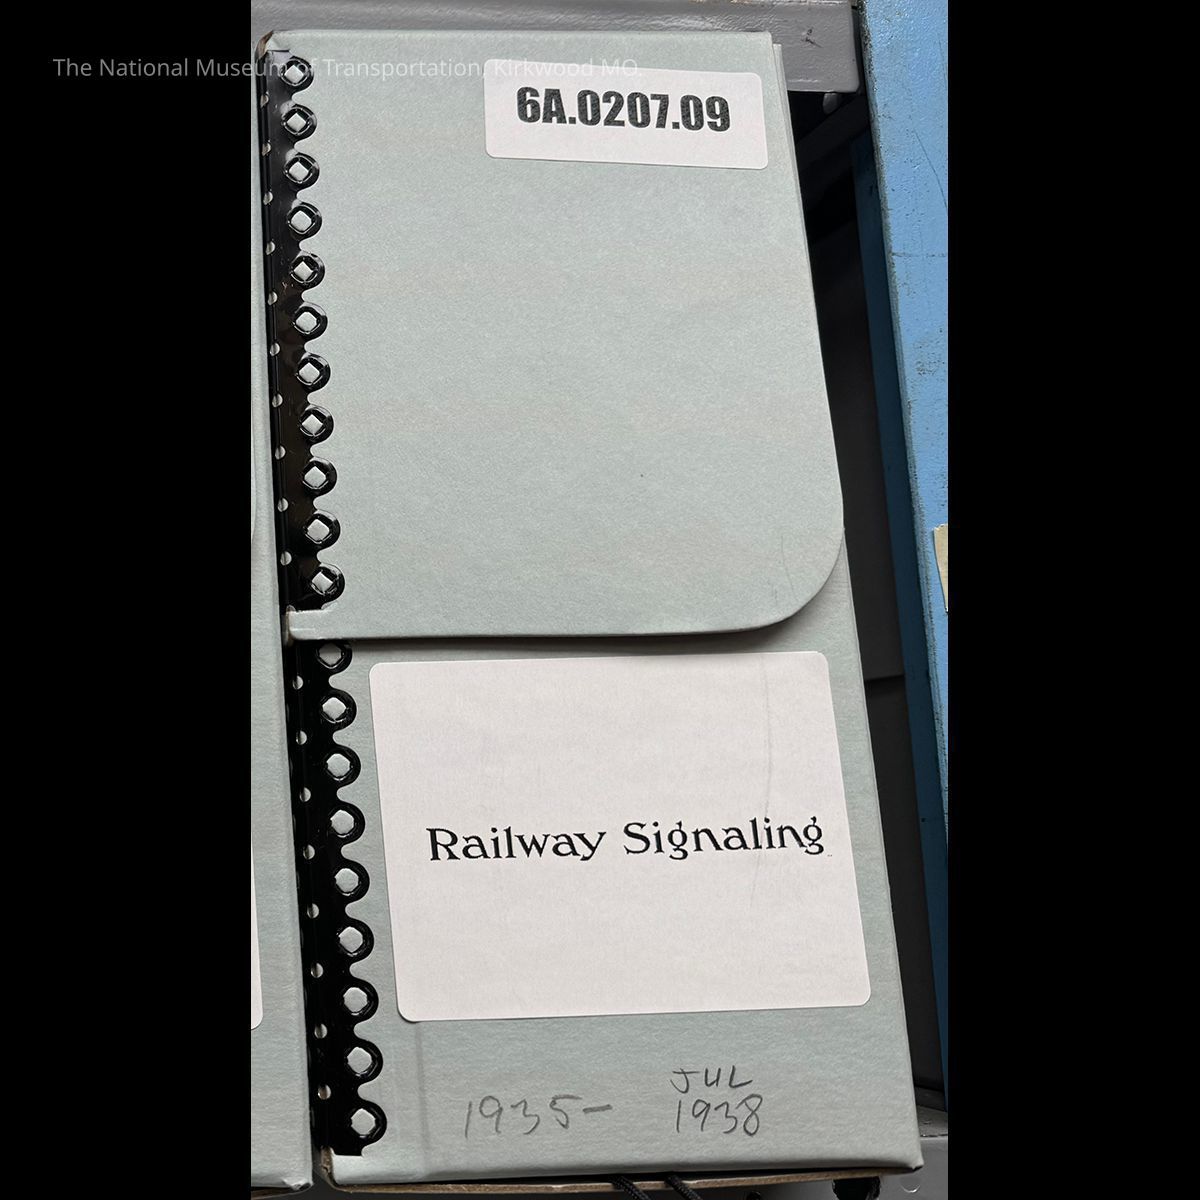 The National Museum of Transportation, Kirkwood MO.
6A.0207.09
Railway Signaling
JUL
1935- 1938